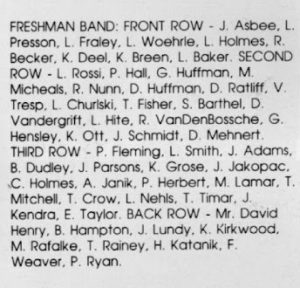 FRESHMAN BAND: FRONT ROW - J. Asbee, L.
Presson, L. Fraley, L. Woehrle, L. Holmes, R.
Becker, K. Deel, K. Breen, L. Baker. SECOND
ROW - L. Rossi, P. Hall, G. Huffman, M.
Micheals, R. Nunn, D. Huffman, D. Ratliff, V.
Tresp, L. Churlski, T. Fisher, S. Barthel, D.
Vandergrift, L. Hite, R. VanDenBossche, G.
Hensley, K. Ott, J. Schmidt, D. Mehnert.
THIRD ROW - P. Fleming, L. Smith, J. Adams,
B. Dudley, J. Parsons, K. Grose, J. Jakopac,
C. Holmes, A. Janik, P. Herbert, M. Lamar, T.
Mitchell, T. Crow, L. Nehls, T. Timar, J.
Kendra, E. Taylor. BACK ROW - Mr. David
Henry, B. Hampton, J. Lundy, K. Kirkwood,
M. Rafalke, T. Rainey, H. Katanik, F.
Weaver, P. Ryan.